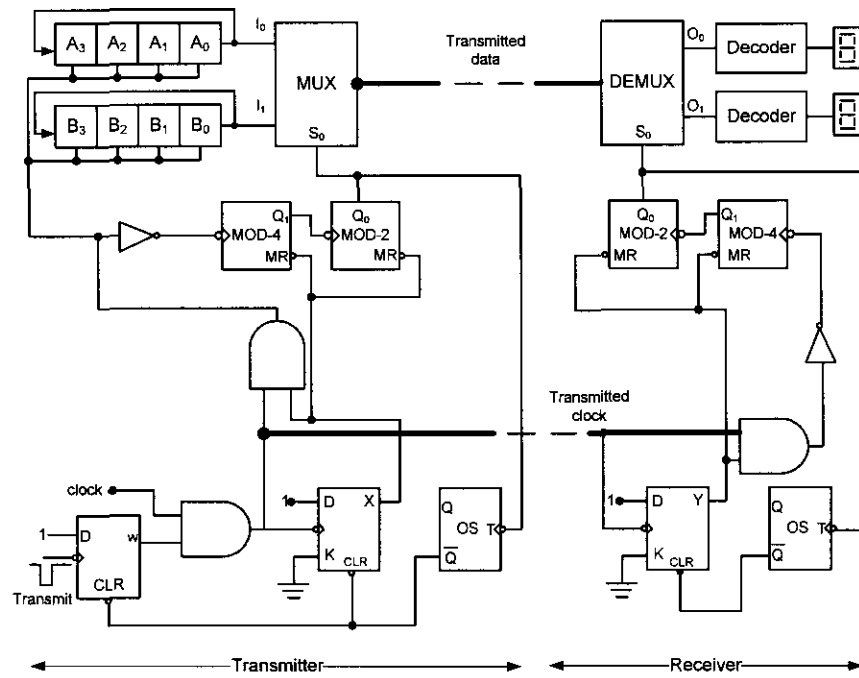 A3 A2 A1 A0
I0
MUX
Transmitted
data
DEMUX
O0
Decoder
8
B3 B2 B1 B0
I1
O1
Decoder
8
S0
S0
Q1
MOD-4
MR
Q0
MOD-2
MR
Q0
MOD-2
MR
Q1
MOD-4
Transmitted
clock
clock
1
D
w
CLR
Transmit
1
D
X
K
CLR
Q
OS
T
Q̅
1
D
Y
K
CLR
Q
OS
T
Q̅
Transmitter
Receiver